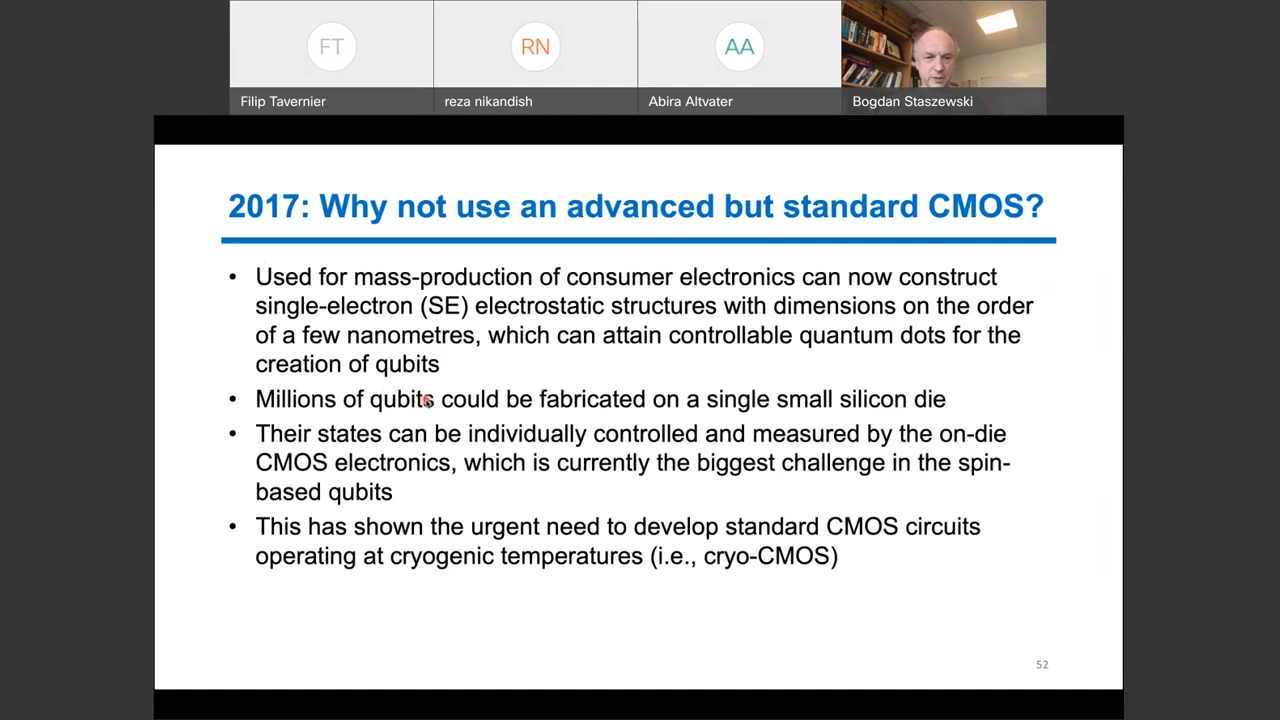 FT
RN
AA
Filip Tavernier
reza nikandish
Abira Altvater
Bogdan Staszewski
2017: Why not use an advanced but standard CMOS?
• Used for mass-production of consumer electronics can now construct
single-electron (SE) electrostatic structures with dimensions on the order
of a few nanometres, which can attain controllable quantum dots for the
creation of qubits
• Millions of qubits could be fabricated on a single small silicon die
• Their states can be individually controlled and measured by the on-die
CMOS electronics, which is currently the biggest challenge in the spin-
based qubits
• This has shown the urgent need to develop standard CMOS circuits
operating at cryogenic temperatures (i.e., cryo-CMOS)
52